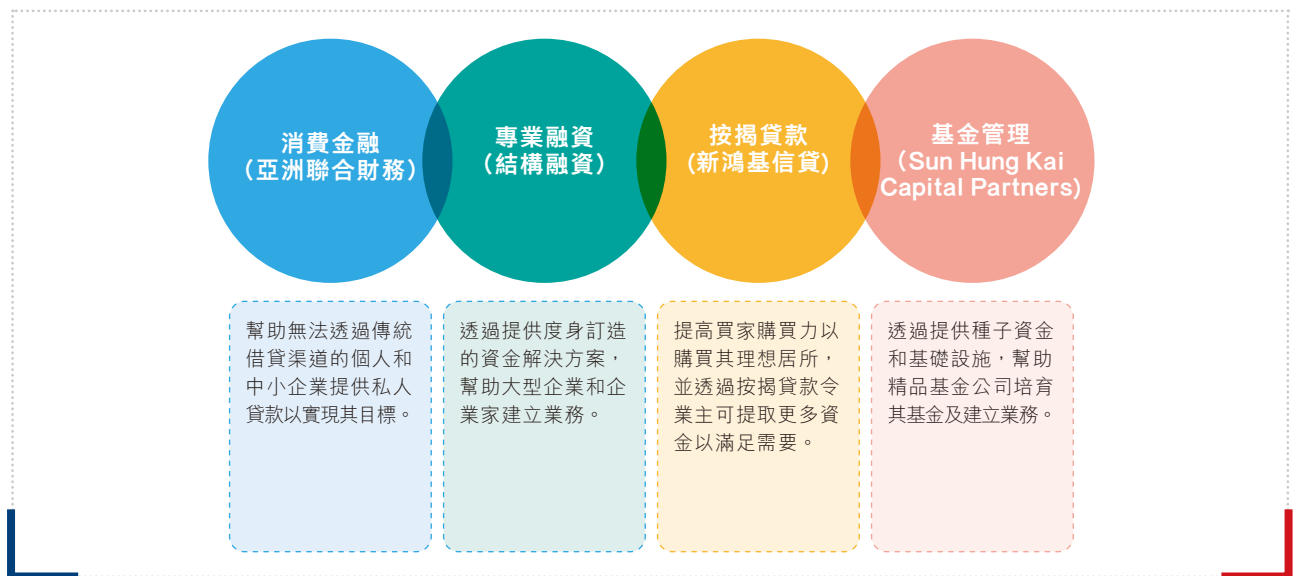 消費金融
（亞洲聯合財務）
專業融資
（結構融資）
按揭貸款
(新鴻基信貸)
基金管理
（Sun Hung Kai
Capital Partners)
幫助無法透過傳統
借貸渠道的個人和
中小企業提供私人
貸款以實現其目標。
透過提供度身訂造
的資金解決方案，
幫助大型企業和企
業家建立業務。
提高買家購買力以
購買其理想居所，
並透過按揭貸款令
業主可提取更多資
金以滿足需要。
透過提供種子資金
和基礎設施，幫助
精品基金公司培育
其基金及建立業務。